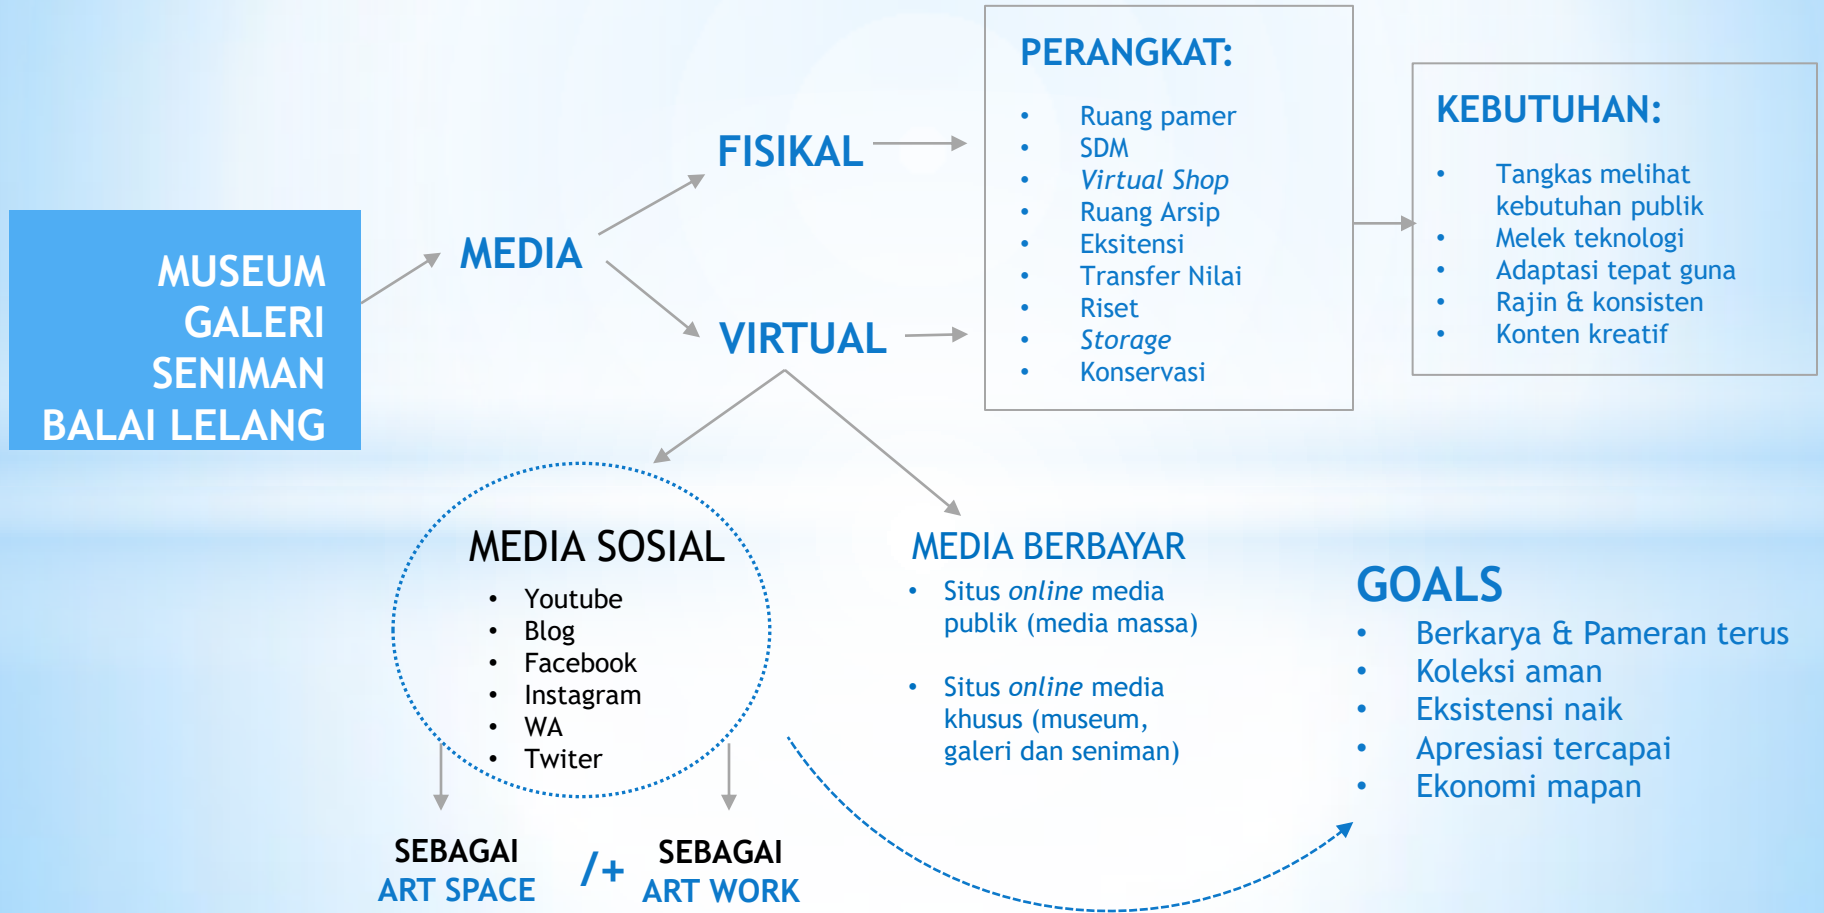 MUSEUM
GALERI
SENIMAN
BALAI LELANG
MEDIA
FISIKAL
VIRTUAL
PERANGKAT:
• Ruang pamer
• SDM
• Virtual Shop
• Ruang Arsip
• Eksitensi
• Transfer Nilai
• Riset
• Storage
• Konservasi
KEBUTUHAN:
• Tangkas melihat
kebutuhan publik
• Melek teknologi
• Adaptasi tepat guna
• Rajin & konsisten
• Konten kreatif
MEDIA SOSIAL
• Youtube
• Blog
• Facebook
• Instagram
• WA
• Twiter
SEBAGAI
ART SPACE
/+
SEBAGAI
ART WORK
MEDIA BERBAYAR
• Situs online media
publik (media massa)
• Situs online media
khusus (museum,
galeri dan seniman)
GOALS
• Berkarya & Pameran terus
• Koleksi aman
• Eksistensi naik
• Apresiasi tercapai
• Ekonomi mapan